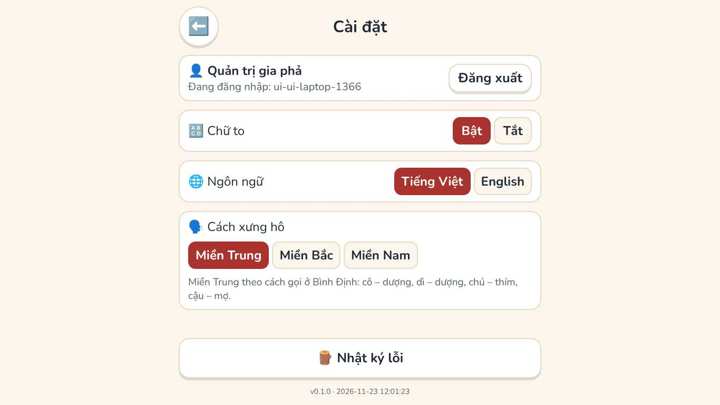 Cài đặt
Quản trị gia phả
Đang đăng nhập: ui-ui-laptop-1366
Đăng xuất
Chữ to
Bật
Tắt
Ngôn ngữ
Tiếng Việt
English
Cách xưng hô
Miền Trung
Miền Bắc
Miền Nam
Miền Trung theo cách gọi ở Bình Định: cô – dượng, dì – dượng, chú – thím,
cậu – mợ.
Nhật ký lỗi
v0.1.0 · 2026-11-23 12:01:23